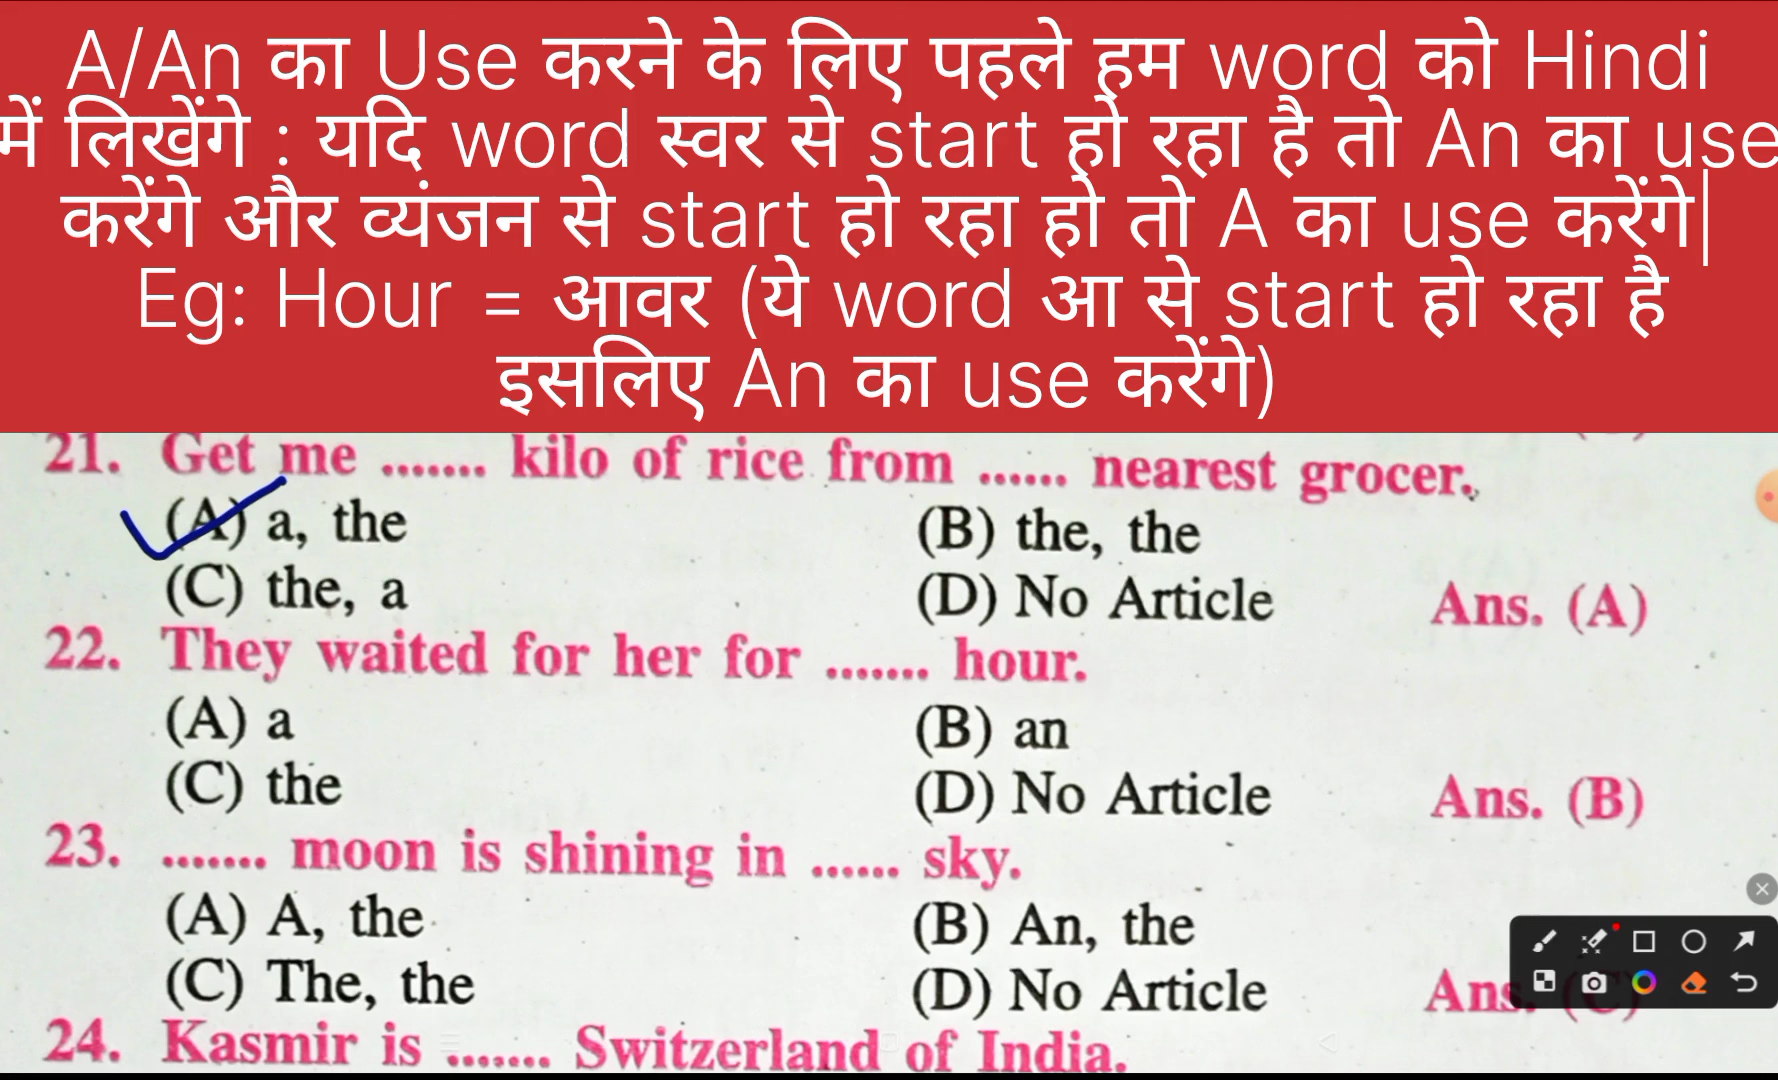 A/An का Use करने के लिए पहले हम word को Hindi
में लिखेंगे : यदि word स्वर से start हो रहा है तो An का use
करेंगे और व्यंजन से start हो रहा हो तो A का use करेंगे|
Eg: Hour = आवर (ये word आ से start हो रहा है
इसलिए An का use करेंगे)
21. Get me ....... kilo of rice from ...... nearest grocer.
(A) a, the (B) the, the
(C) the, a (D) No Article Ans. (A)
22. They waited for her for ....... hour.
(A) a (B) an
(C) the (D) No Article Ans. (B)
23. ....... moon is shining in ...... sky.
(A) A, the (B) An, the
(C) The, the (D) No Article Ans. (C)
24. Kasmir is ....... Switzerland of India.